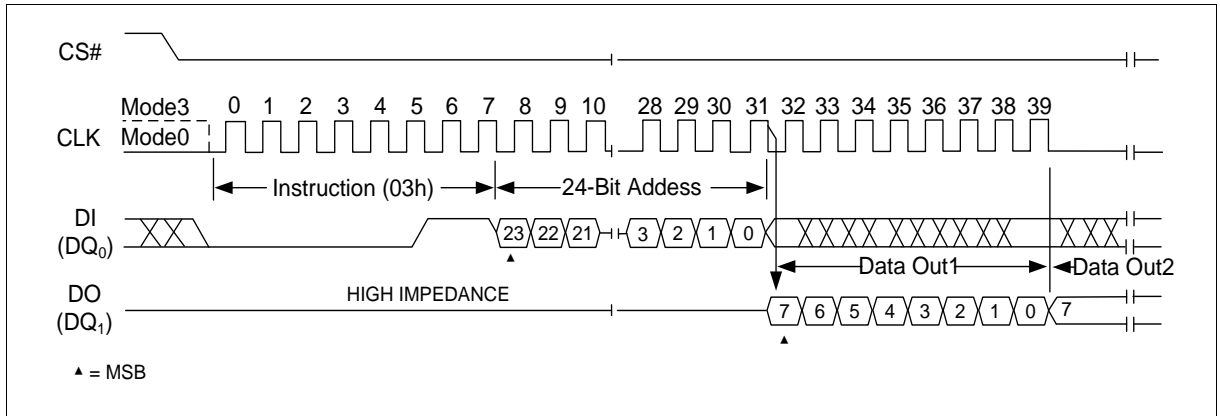 CS#
Mode3 0 1 2 3 4 5 6 7 8 9 10 28 29 30 31 32 33 34 35 36 37 38 39
CLK Mode0
Instruction (03h) 24-Bit Addess
DI
(DQ0) 23 22 21 3 2 1 0
Data Out1 Data Out2
DO HIGH IMPEDANCE
(DQ1) 7 6 5 4 3 2 1 0 7
▲ = MSB